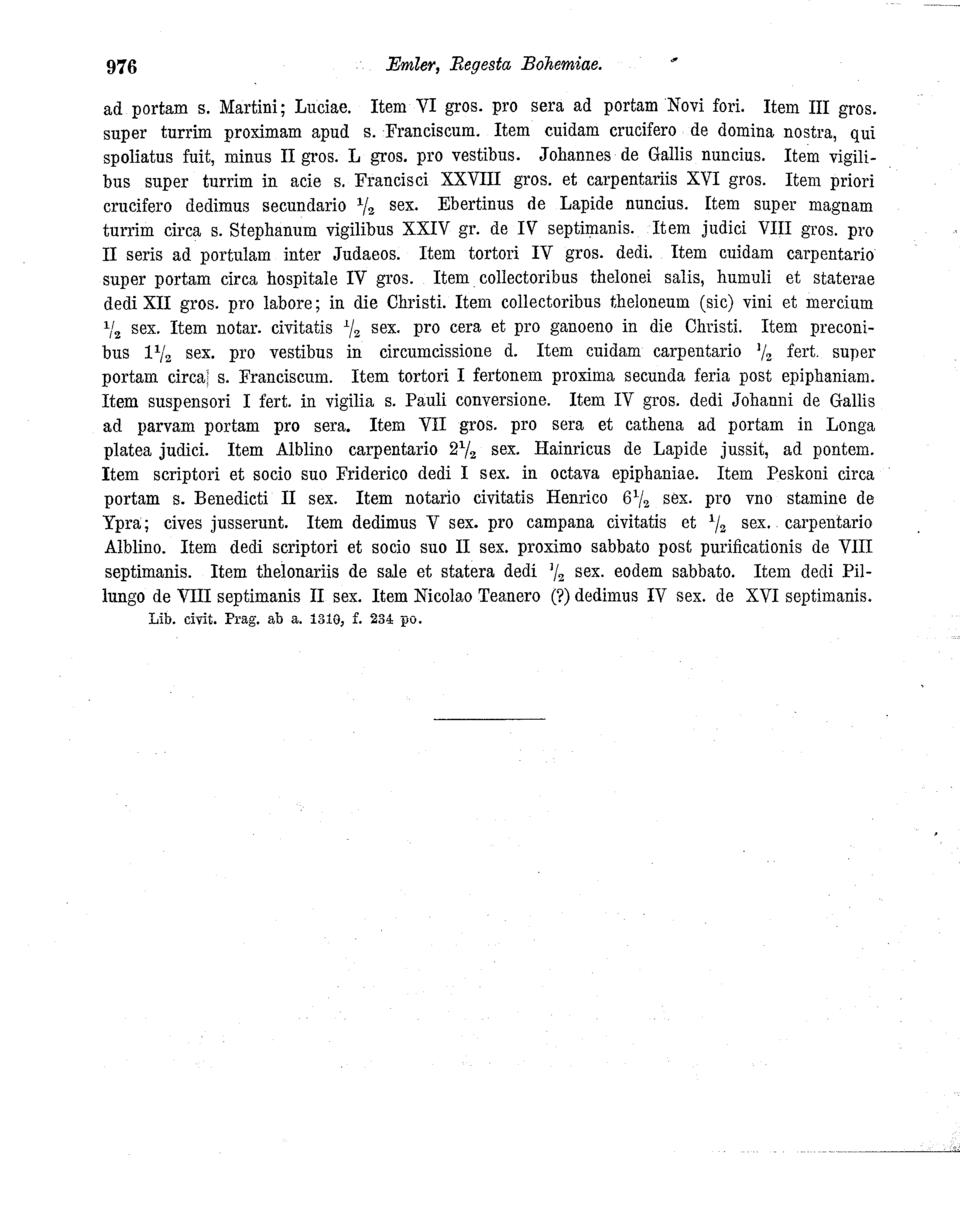 976 Emler, Regesta Bohemiae.
ad portam s. Martini; Luciae. Item VI gros. pro sera ad portam Novi fori. Item III gros.
super turrim proximam apud s. Franciscum. Item cuidam crucifero de domina nostra, qui
spoliatus fuit, minus II gros. L gros. pro vestibus. Johannes de Gallis nuncius. Item vigili-
bus super turrim in acie s. Francisci XXVIII gros. et carpentariis XVI gros. Item priori
crucifero dedimus secundario 1/2 sex. Ebertinus de Lapide nuncius. Item super magnam
turrim circa s. Stephanum vigilibus XXIV gr. de IV septimanis. Item judici VIII gros. pro
II seris ad portulam inter Judaeos. Item tortori IV gros. dedi. Item cuidam carpentario
super portam circa hospitale IV gros. Item collectoribus thelonei salis, humuli et staterae
dedi XII gros. pro labore; in die Christi. Item collectoribus theloneum (sic) vini et mercium
1/2 sex. Item notar. civitatis 1/2 sex. pro cera et pro ganoeno in die Christi. Item preconi-
bus 1 1/2 sex. pro vestibus in circumcissione d. Item cuidam carpentario 1/2 fert. super
portam circa s. Franciscum. Item tortori I fertonem proxima secunda feria post epiphaniam.
Item suspensori I fert. in vigilia s. Pauli conversione. Item IV gros. dedi Johanni de Gallis
ad parvam portam pro sera. Item VII gros. pro sera et cathena ad portam in Longa
platea judici. Item Alblino carpentario 2 1/2 sex. Hainricus de Lapide jussit, ad pontem.
Item scriptori et socio suo Friderico dedi I sex. in octava epiphaniae. Item Peskoni circa
portam s. Benedicti II sex. Item notario civitatis Henrico 6 1/2 sex. pro vno stamine de
Ypra; cives jusserunt. Item dedimus V sex. pro campana civitatis et 1/2 sex. carpentario
Alblino. Item dedi scriptori et socio suo II sex. proximo sabbato post purificationis de VIII
septimanis. Item thelonariis de sale et statera dedi 1/2 sex. eodem sabbato. Item dedi Pil-
lungo de VIII septimanis II sex. Item Nicolao Teanero (?) dedimus IV sex. de XVI septimanis.
Lib. civit. Prag. ab a. 1310, f. 234 po.